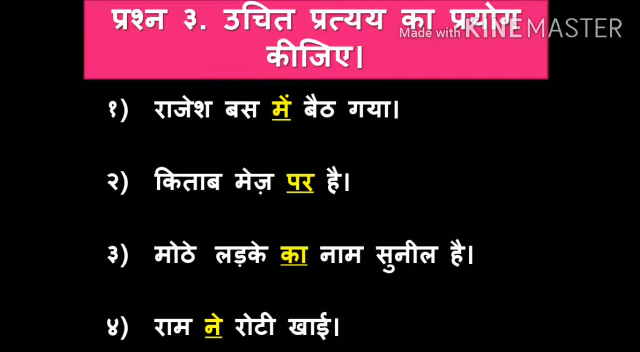 प्रश्न ३. उचित प्रत्यय का प्रयोग
Made with KINEMASTER
कीजिए।
१) राजेश बस में बैठ गया।
२) किताब मेज़ पर है।
३) मोठे लड़के का नाम सुनील है।
४) राम ने रोटी खाई।